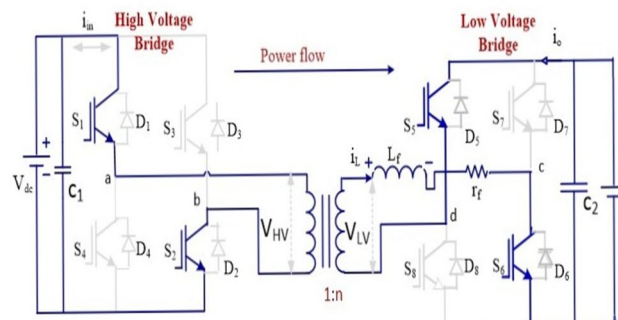 High Voltage
Bridge
Low Voltage
Bridge
Power flow
i_in
i_o
S1
D1
S3
D3
S5
D5
S7
D7
V_dc
+
−
C1
a
b
i_L
+
L_f
-
r_f
c
d
C2
V_HV
V_LV
S4
D4
S2
D2
S8
D8
S6
D6
1:n